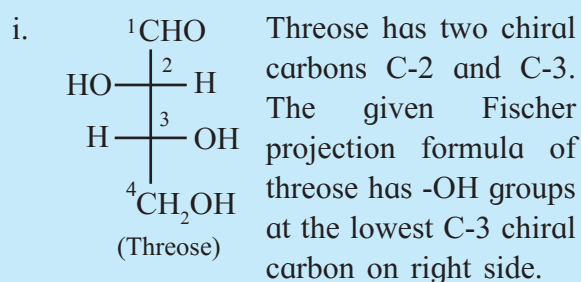 i.
¹CHO
2
HO H
3
H OH
⁴CH₂OH
(Threose)
Threose has two chiral
carbons C-2 and C-3.
The given Fischer
projection formula of
threose has -OH groups
at the lowest C-3 chiral
carbon on right side.